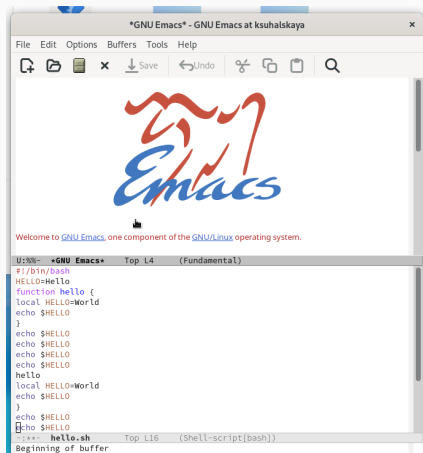 *GNU Emacs* - GNU Emacs at ksuhalskaya ×
File Edit Options Buffers Tools Help
Save Undo
Emacs
Welcome to GNU Emacs, one component of the GNU/Linux operating system.
U:%%- *GNU Emacs* Top L4 (Fundamental)
#!/bin/bash
HELLO=Hello
function hello {
local HELLO=World
echo $HELLO
}
echo $HELLO
echo $HELLO
echo $HELLO
echo $HELLO
hello
local HELLO=World
echo $HELLO
}
echo $HELLO
echo $HELLO
-:**- hello.sh Top L16 (Shell-script[bash])
Beginning of buffer